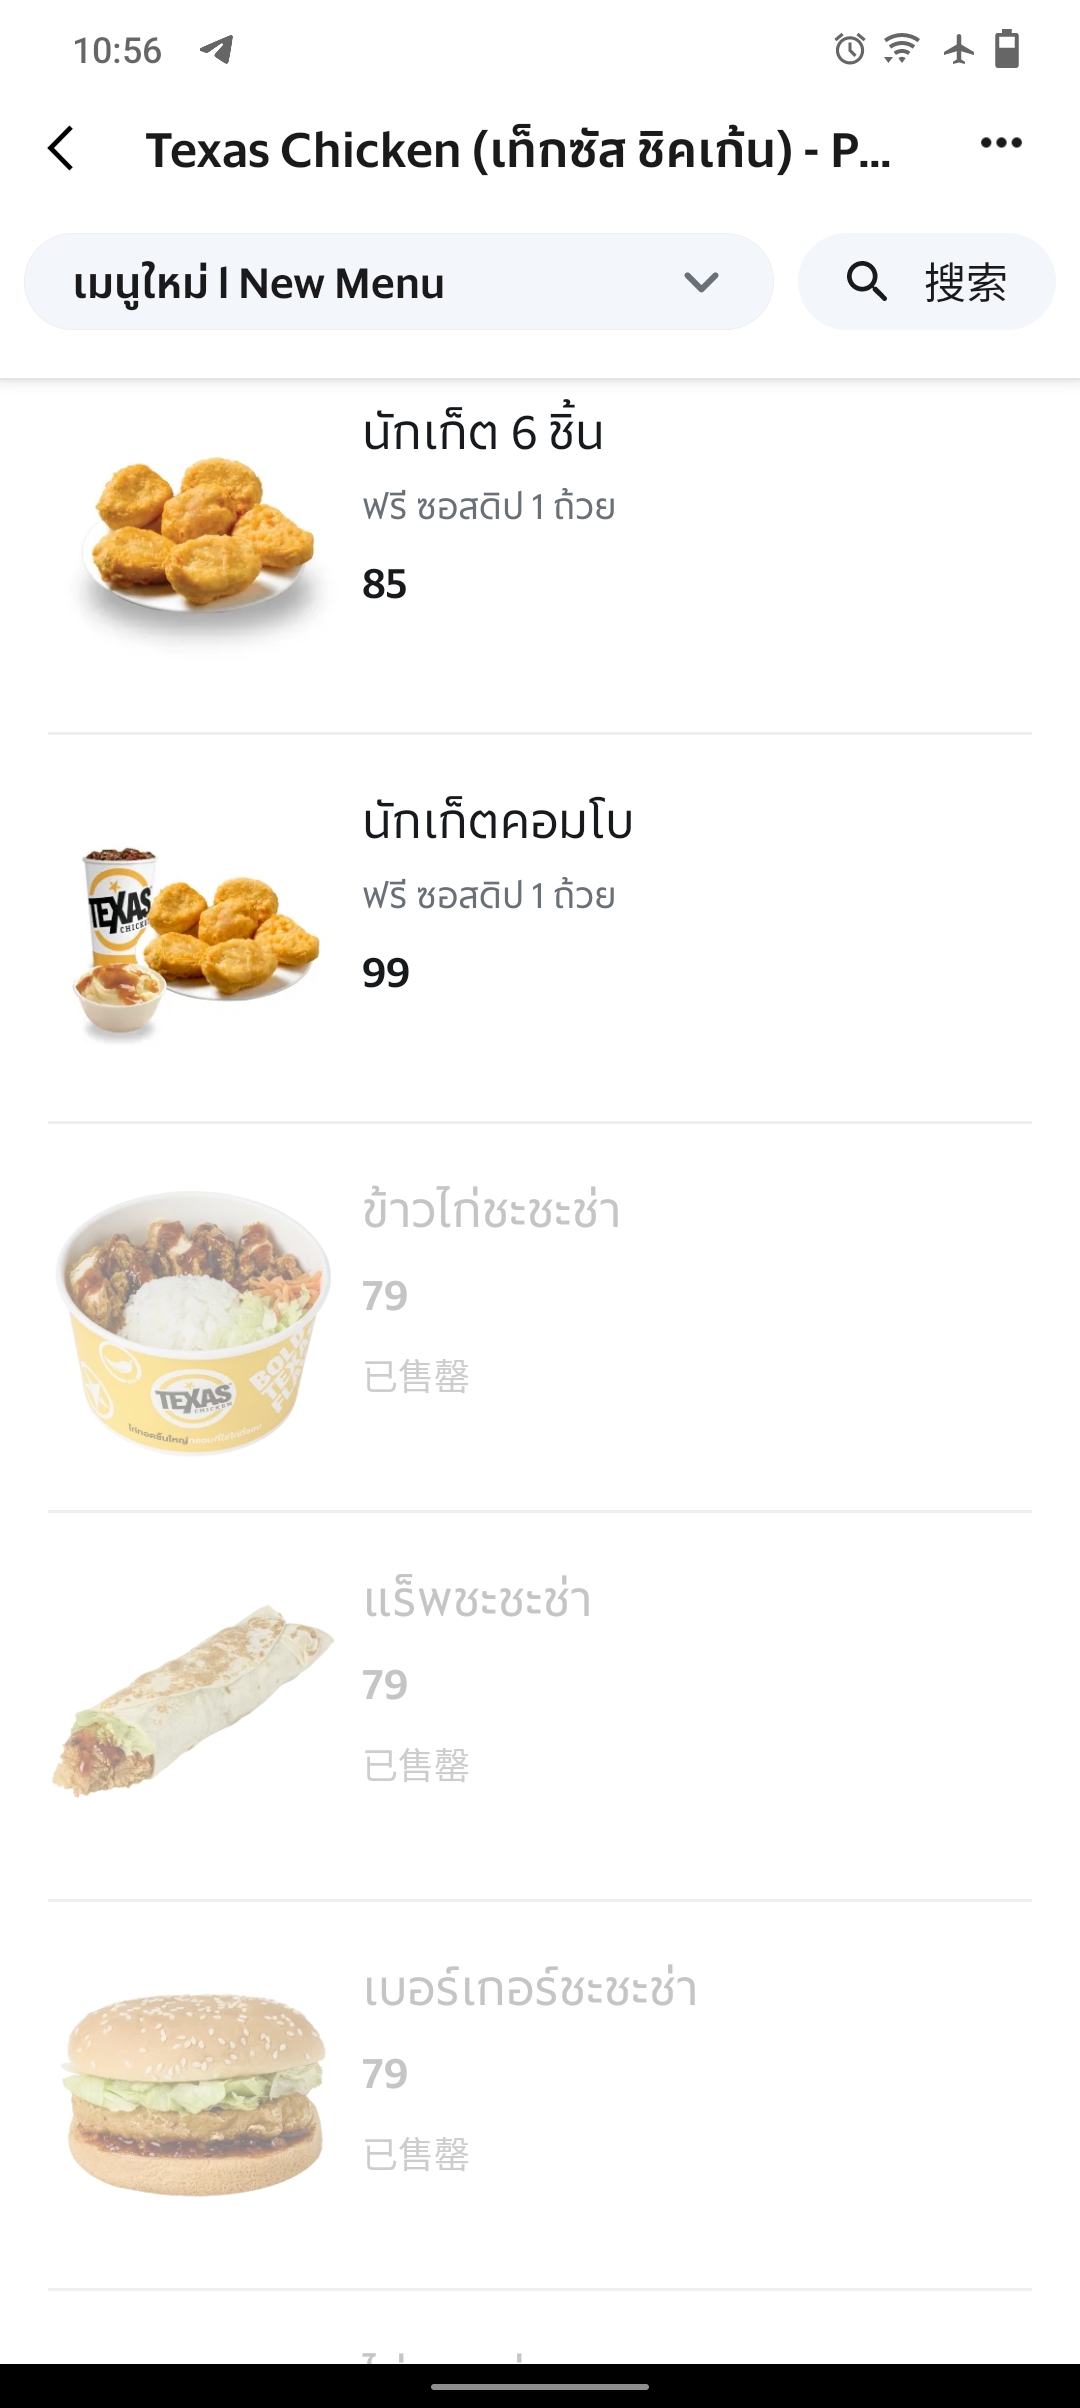 10:56
Texas Chicken (เท็กซัส ชิคเก้น) - P...
เมนูใหม่ l New Menu
搜索
นักเก็ต 6 ชิ้น
ฟรี ซอสดิป 1 ถ้วย
85
นักเก็ตคอมโบ
ฟรี ซอสดิป 1 ถ้วย
99
TEXAS
CHICKEN
ข้าวไก่ชะชะช่า
79
已售罄
TEXAS
CHICKEN
BOLD
แร็พชะชะช่า
79
已售罄
เบอร์เกอร์ชะชะช่า
79
已售罄